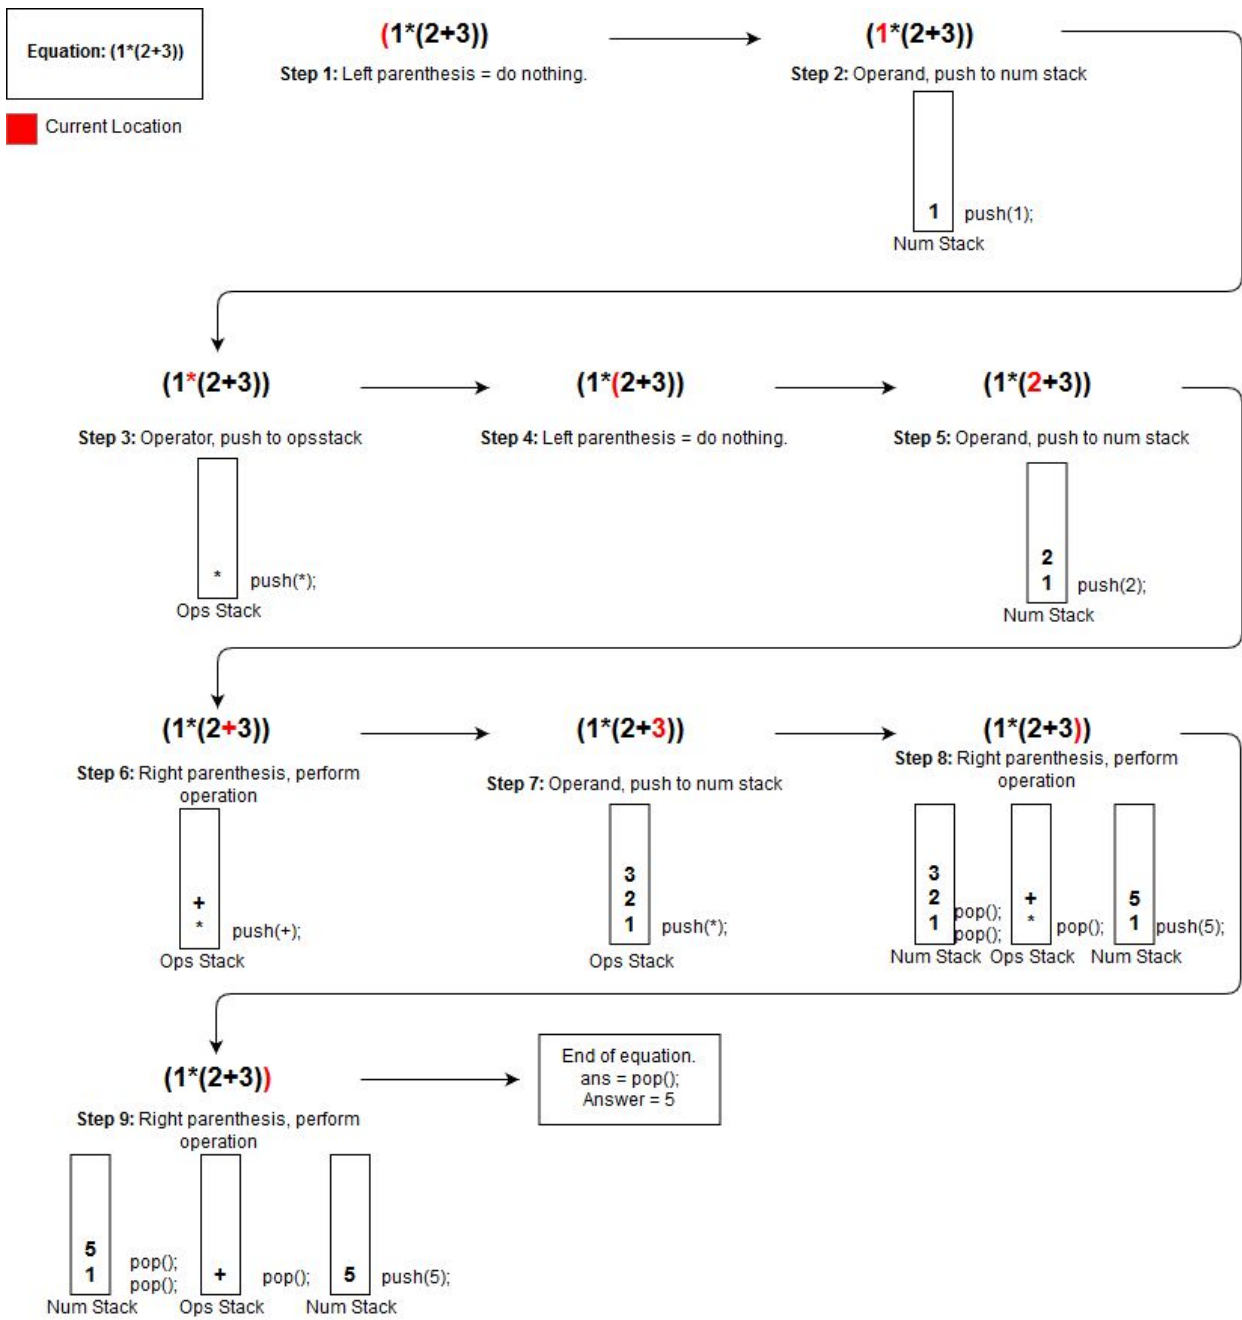 Equation: (1*(2+3))
Current Location
(1*(2+3))
Step 1: Left parenthesis = do nothing.
(1*(2+3))
Step 2: Operand, push to num stack
1
push(1);
Num Stack
(1*(2+3))
Step 3: Operator, push to opsstack
*
push(*);
Ops Stack
(1*(2+3))
Step 4: Left parenthesis = do nothing.
(1*(2+3))
Step 5: Operand, push to num stack
2
1
push(2);
Num Stack
(1*(2+3))
Step 6: Right parenthesis, perform
operation
+
*
push(+);
Ops Stack
(1*(2+3))
Step 7: Operand, push to num stack
3
2
1
push(*);
Ops Stack
(1*(2+3))
Step 8: Right parenthesis, perform
operation
3
2
1
pop();
pop();
Num Stack
+
*
pop();
Ops Stack
5
1
push(5);
Num Stack
(1*(2+3))
Step 9: Right parenthesis, perform
operation
5
1
pop();
pop();
Num Stack
+
pop();
Ops Stack
5
push(5);
Num Stack
End of equation.
ans = pop();
Answer = 5